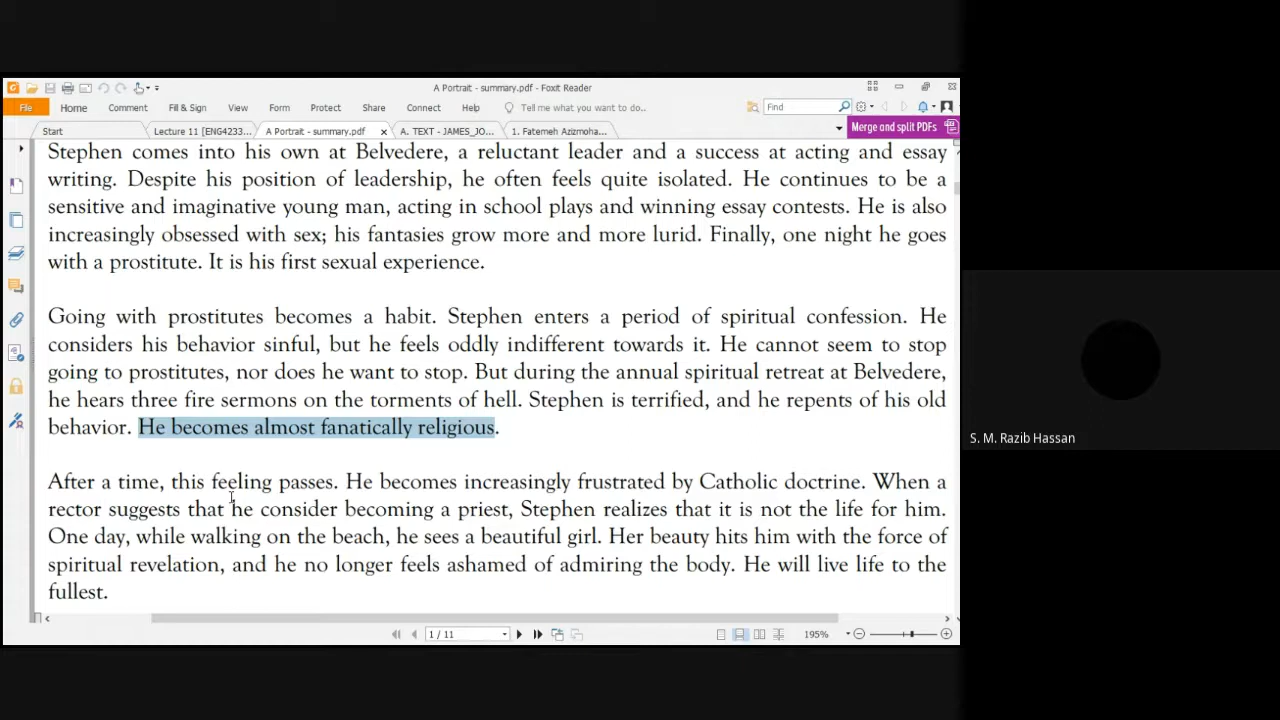 A Portrait - summary.pdf - Foxit Reader
File Home Comment Fill & Sign View Form Protect Share Connect Help Tell me what you want to do.. Find
Start Lecture 11 [ENG4233... A Portrait - summary.pdf A. TEXT - JAMES_JO... 1. Fatemeh Azizmoha... Merge and split PDFs
Stephen comes into his own at Belvedere, a reluctant leader and a success at acting and essay
writing. Despite his position of leadership, he often feels quite isolated. He continues to be a
sensitive and imaginative young man, acting in school plays and winning essay contests. He is also
increasingly obsessed with sex; his fantasies grow more and more lurid. Finally, one night he goes
with a prostitute. It is his first sexual experience.
Going with prostitutes becomes a habit. Stephen enters a period of spiritual confession. He
considers his behavior sinful, but he feels oddly indifferent towards it. He cannot seem to stop
going to prostitutes, nor does he want to stop. But during the annual spiritual retreat at Belvedere,
he hears three fire sermons on the torments of hell. Stephen is terrified, and he repents of his old
behavior. He becomes almost fanatically religious.
After a time, this feeling passes. He becomes increasingly frustrated by Catholic doctrine. When a
rector suggests that he consider becoming a priest, Stephen realizes that it is not the life for him.
One day, while walking on the beach, he sees a beautiful girl. Her beauty hits him with the force of
spiritual revelation, and he no longer feels ashamed of admiring the body. He will live life to the
fullest.
1 / 11 195%
S. M. Razib Hassan